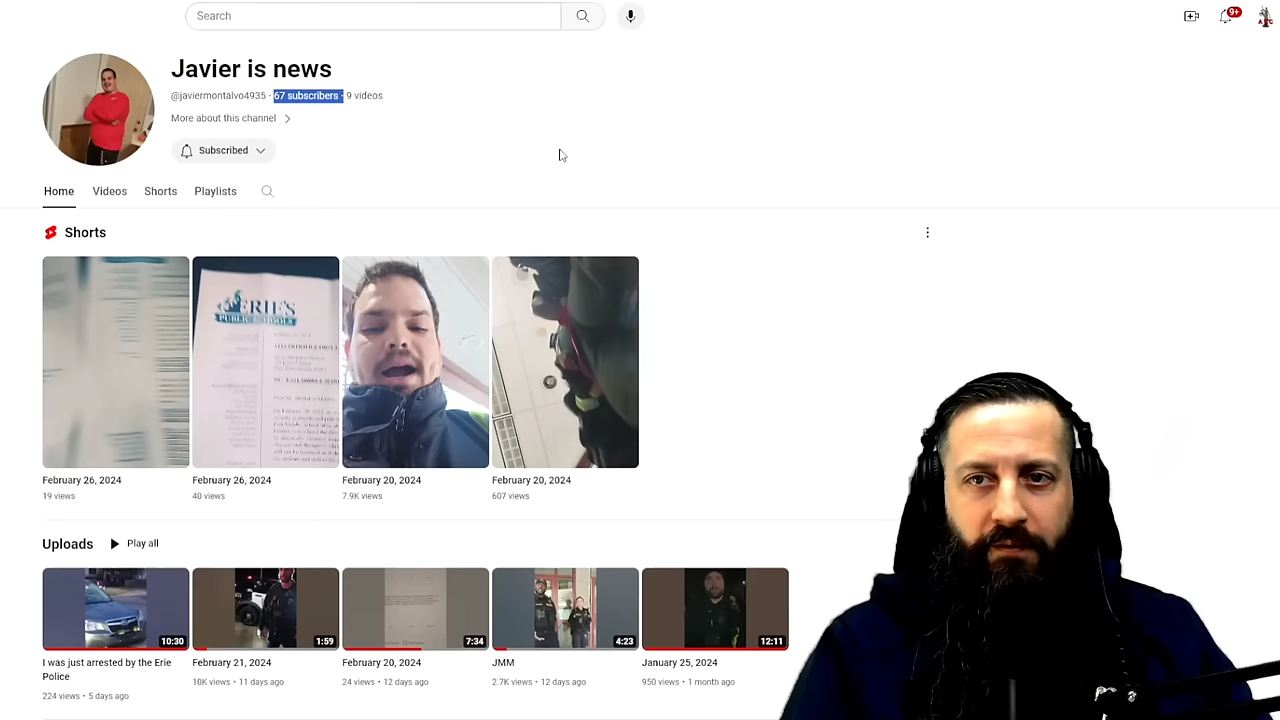 Search
9+
Javier is news
@javiermontalvo4935 · 67 subscribers · 9 videos
More about this channel
Subscribed
Home Videos Shorts Playlists
Shorts
ERIE'S
PUBLIC SCHOOLS
February 26, 2024
19 views
February 26, 2024
40 views
February 20, 2024
7.9K views
February 20, 2024
607 views
Uploads Play all
10:30
1:59
7:34
4:23
12:11
I was just arrested by the Erie
Police
224 views • 5 days ago
February 21, 2024
10K views • 11 days ago
February 20, 2024
24 views • 12 days ago
JMM
2.7K views • 12 days ago
January 25, 2024
950 views • 1 month ago